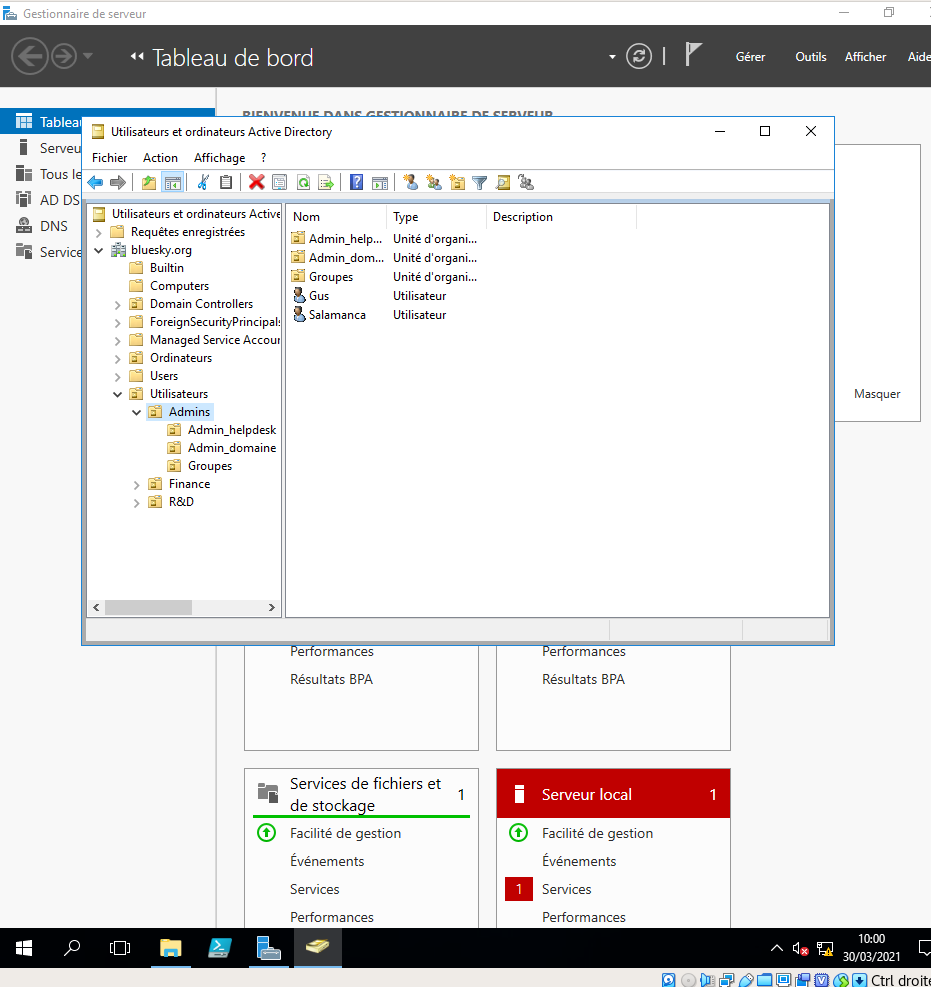 Gestionnaire de serveur
Tableau de bord
Gérer
Outils
Afficher
Aide
BIENVENUE DANS GESTIONNAIRE DE SERVEUR
Tableau
Serveu
Tous le
AD DS
DNS
Service
Utilisateurs et ordinateurs Active Directory
Fichier
Action
Affichage
?
Utilisateurs et ordinateurs Active
Requêtes enregistrées
bluesky.org
Builtin
Computers
Domain Controllers
ForeignSecurityPrincipals
Managed Service Accour
Ordinateurs
Users
Utilisateurs
Admins
Admin_helpdesk
Admin_domaine
Groupes
Finance
R&D
Nom Type Description
Admin_help... Unité d'organi...
Admin_dom... Unité d'organi...
Groupes Unité d'organi...
Gus Utilisateur
Salamanca Utilisateur
Masquer
Performances
Résultats BPA
Performances
Résultats BPA
Services de fichiers et
de stockage
1
Facilité de gestion
Événements
Services
Performances
Serveur local 1
Facilité de gestion
Événements
1 Services
Performances
10:00
30/03/2021
Ctrl droite